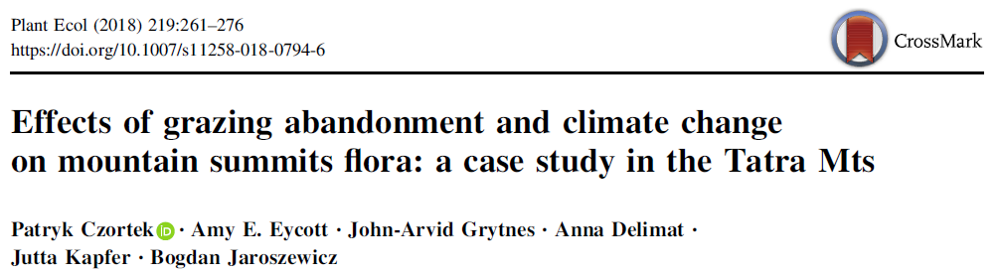 Plant Ecol (2018) 219:261–276
https://doi.org/10.1007/s11258-018-0794-6
CrossMark
Effects of grazing abandonment and climate change
on mountain summits flora: a case study in the Tatra Mts
Patryk Czortek iD · Amy E. Eycott · John-Arvid Grytnes · Anna Delimat ·
Jutta Kapfer · Bogdan Jaroszewicz